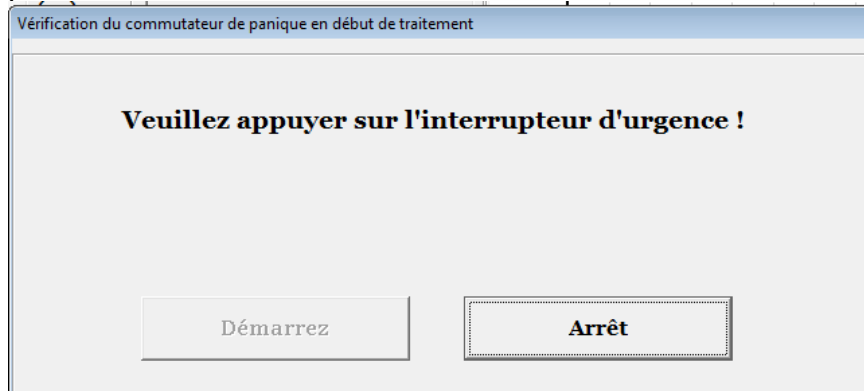 Vérification du commutateur de panique en début de traitement
Veuillez appuyer sur l'interrupteur d'urgence !
Démarrez
Arrêt